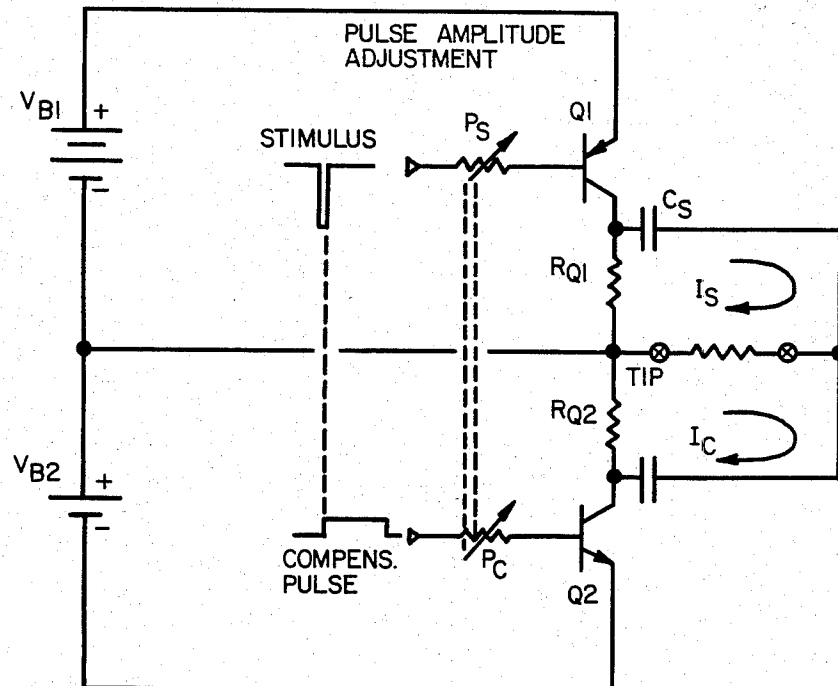 PULSE AMPLITUDE
ADJUSTMENT
VB1
+
-
STIMULUS
PS
Q1
CS
RQ1
IS
TIP
RQ2
IC
VB2
+
-
COMPENS.
PULSE
PC
Q2